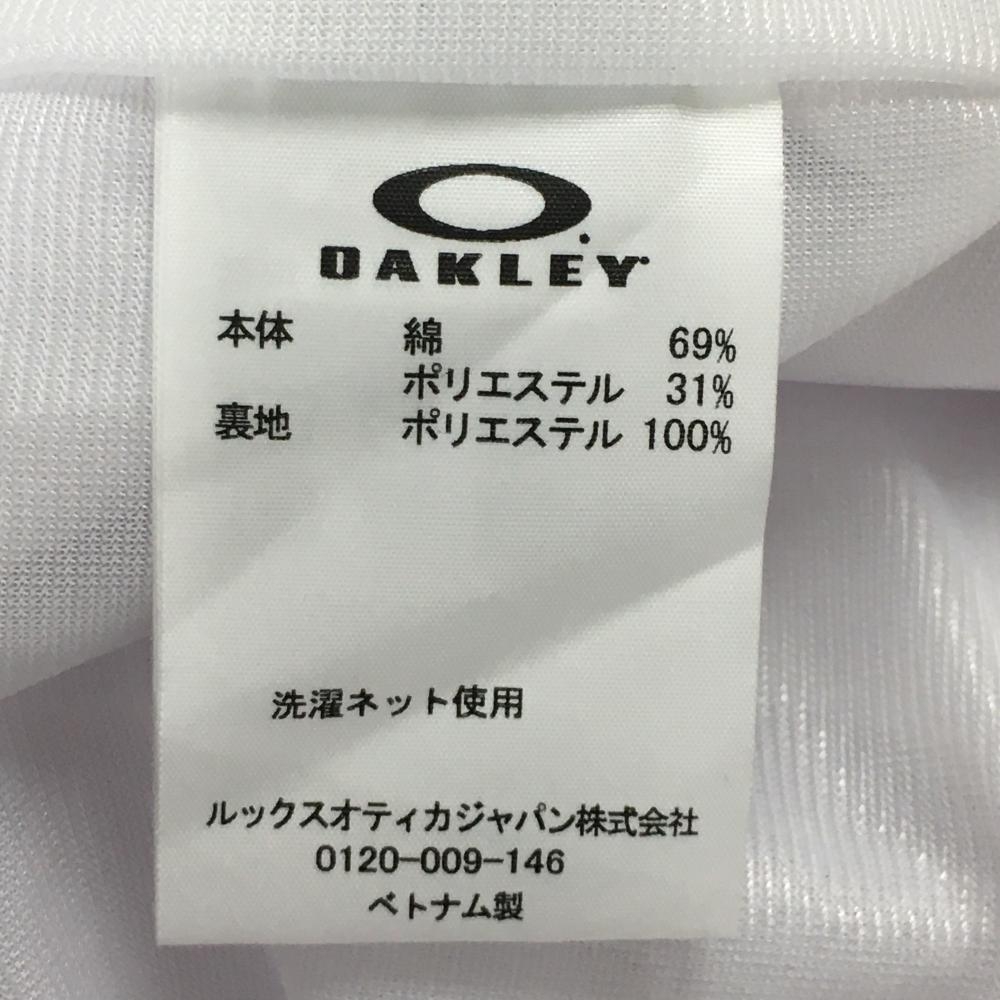 OAKLEY
本体 綿 69%
ポリエステル 31%
裏地 ポリエステル 100%
洗濯ネット使用
ルックスオティカジャパン株式会社
0120-009-146
ベトナム製